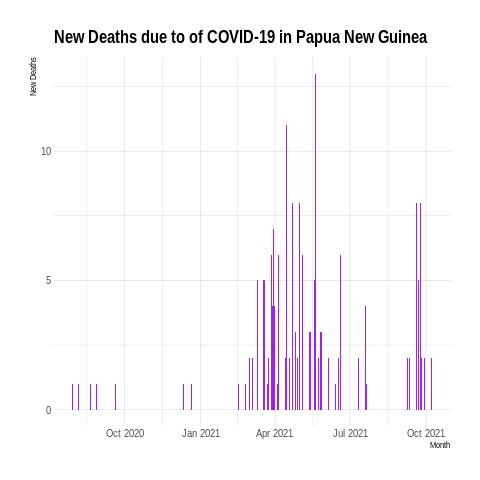 New Deaths due to of COVID-19 in Papua New Guinea
New Deaths
10
5
0
Oct 2020 Jan 2021 Apr 2021 Jul 2021 Oct 2021
Month